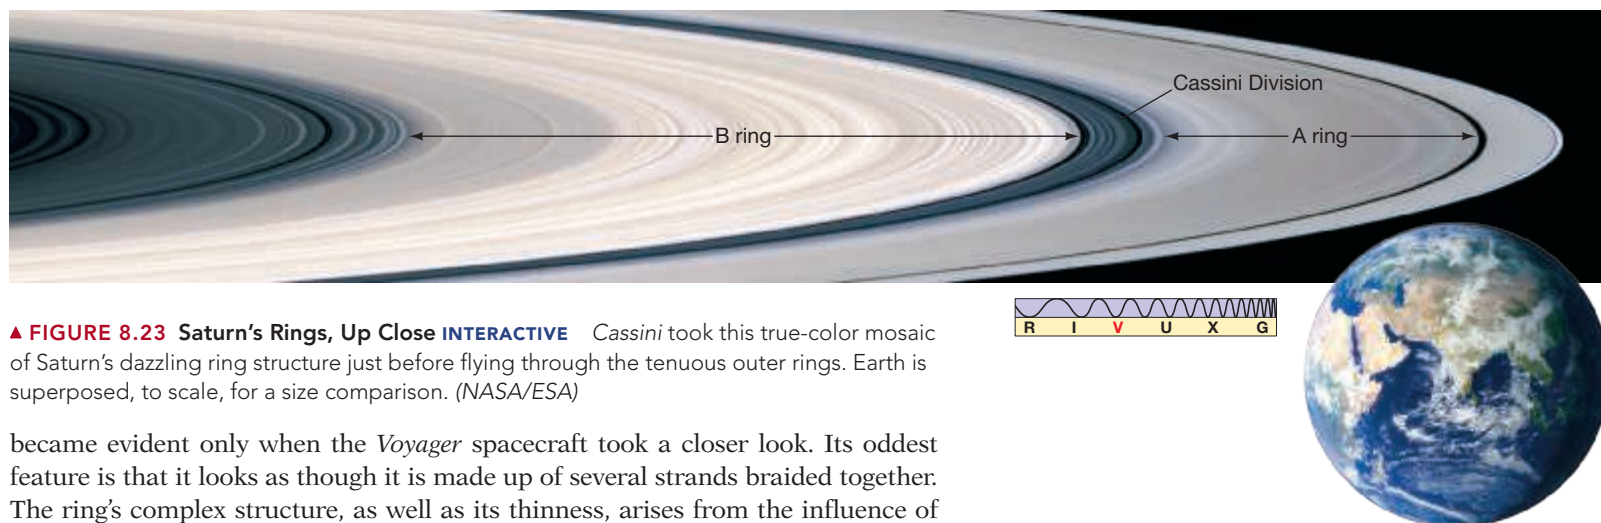 Cassini Division
B ring
A ring
R I V U X G
▲ FIGURE 8.23 Saturn's Rings, Up Close INTERACTIVE Cassini took this true-color mosaic
of Saturn's dazzling ring structure just before flying through the tenuous outer rings. Earth is
superposed, to scale, for a size comparison. (NASA/ESA)
became evident only when the Voyager spacecraft took a closer look. Its oddest
feature is that it looks as though it is made up of several strands braided together.
The ring's complex structure, as well as its thinness, arises from the influence of